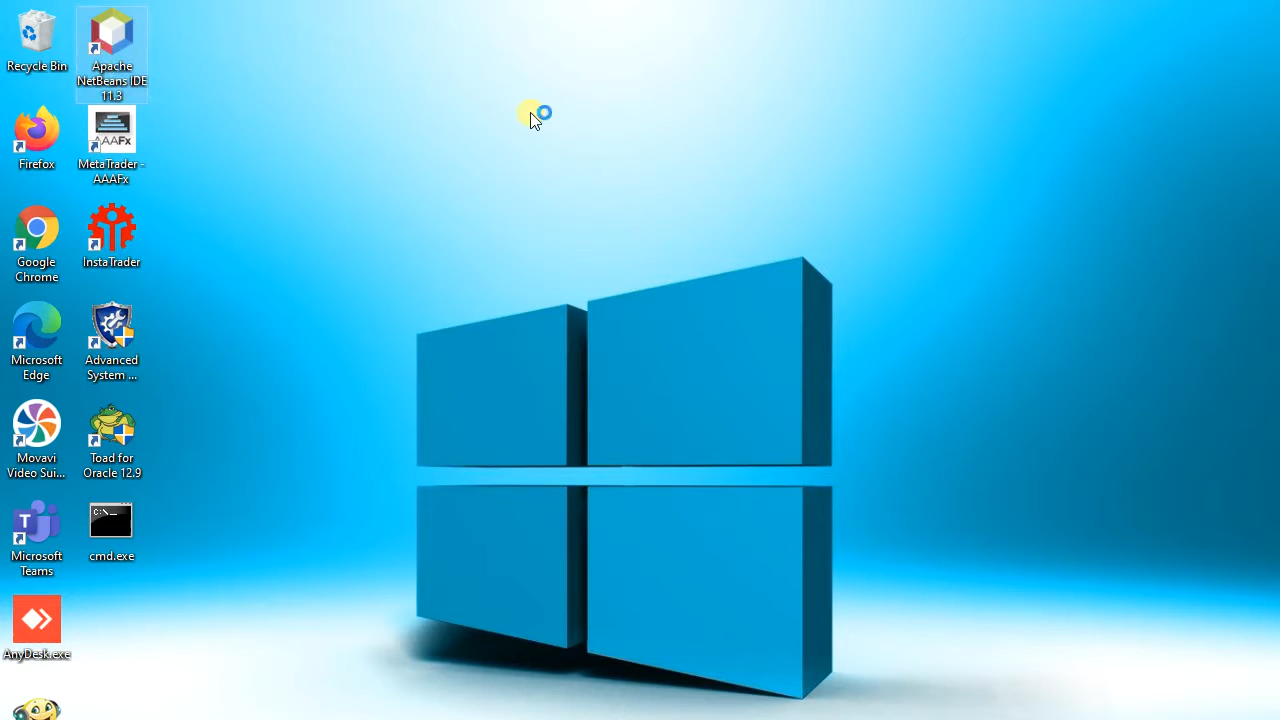 Recycle Bin
Apache
NetBeans IDE
11.3
Firefox
AAAFx
MetaTrader -
AAAFx
Google
Chrome
InstaTrader
Microsoft
Edge
Advanced
System ...
Movavi
Video Sui...
Toad for
Oracle 12.9
Microsoft
Teams
T
C:\_
cmd.exe
AnyDesk.exe